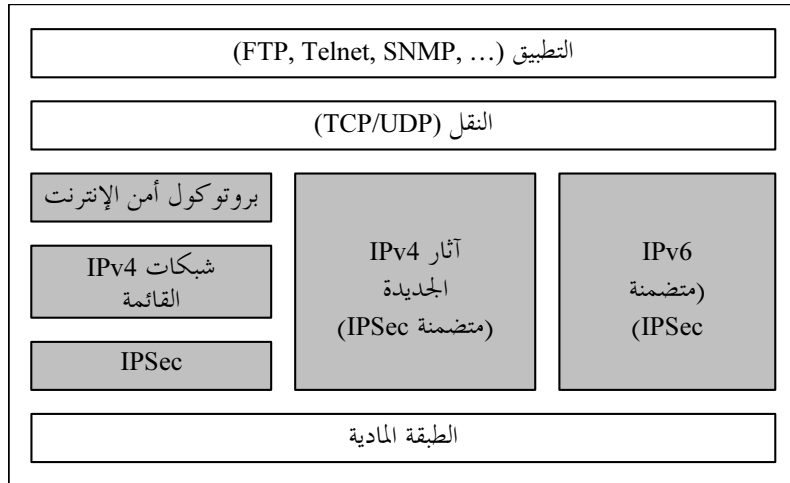 التطبيق (FTP, Telnet, SNMP, …)
النقل (TCP/UDP)
بروتوكول أمن الإنترنت
شبكات IPv4
القائمة
IPSec
آثار IPv4
الجديدة
(متضمنة IPSec)
IPv6
(متضمنة
IPSec)
الطبقة المادية